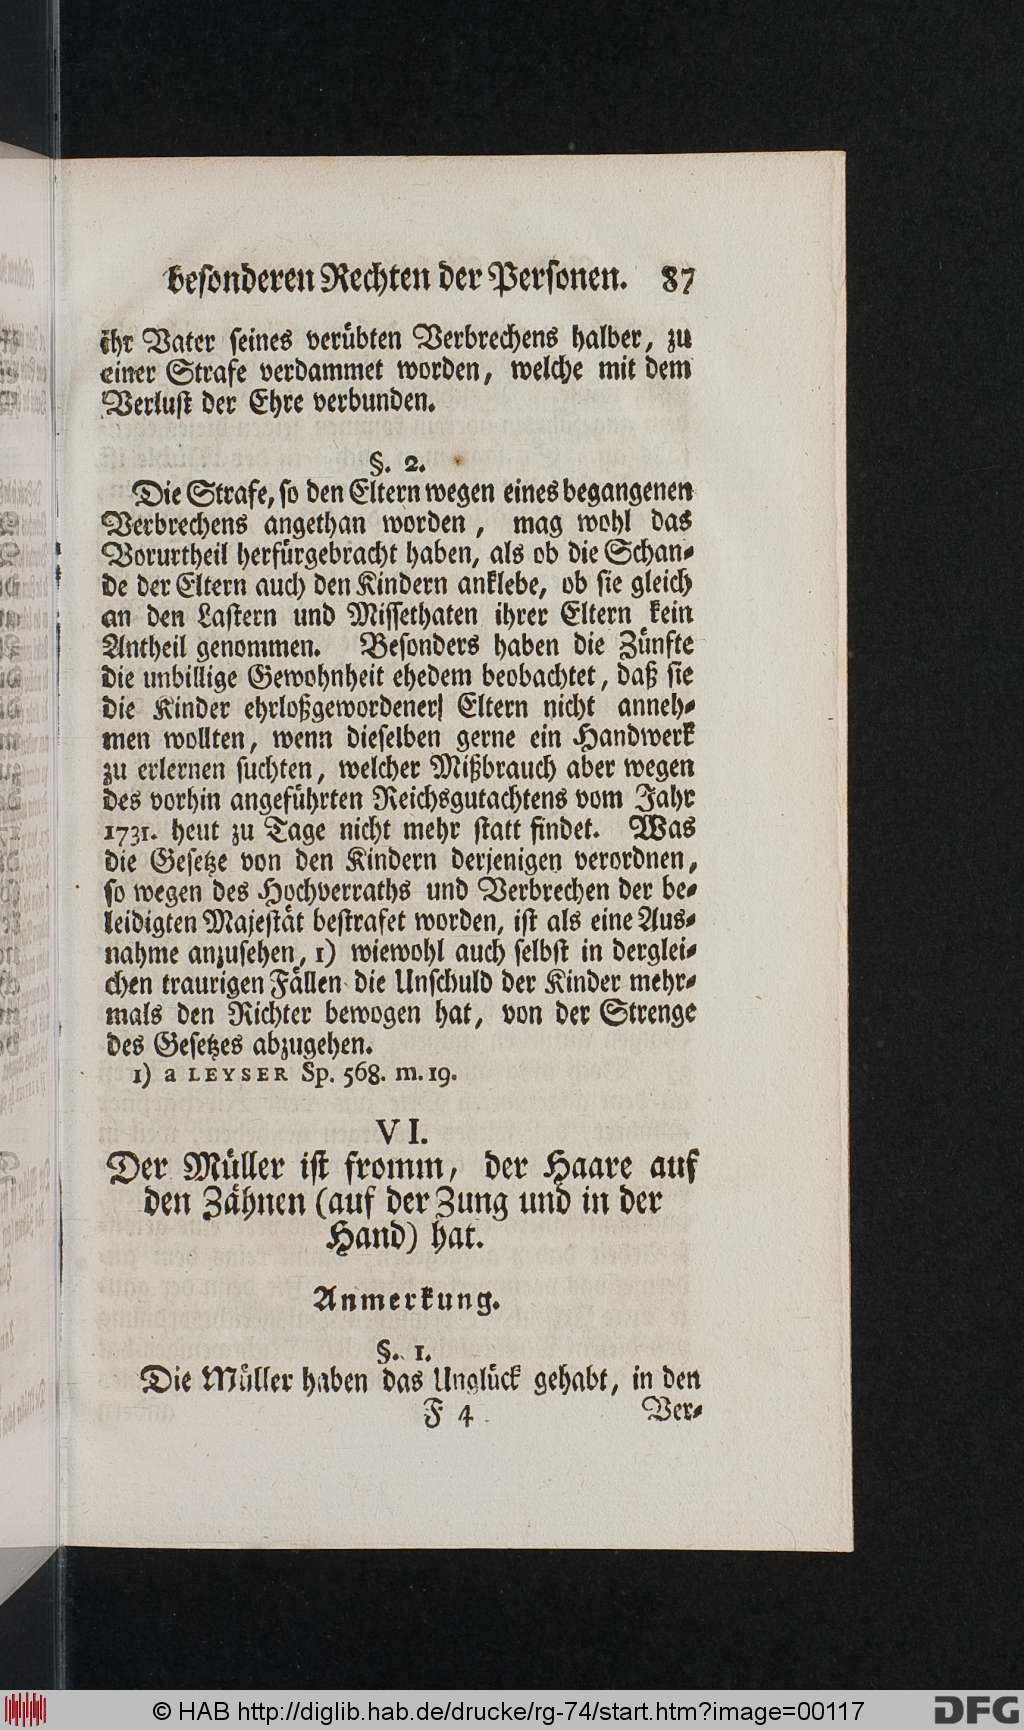 besonderen Rechten der Personen. 87
ihr Vater seines verübten Verbrechens halber, zu
einer Strafe verdammet worden, welche mit dem
Verlust der Ehre verbunden.
§. 2.
Die Strafe, so den Eltern wegen eines begangenen
Verbrechens angethan worden, mag wohl das
Vorurtheil herfürgebracht haben, als ob die Schan-
de der Eltern auch den Kindern anklebe, ob sie gleich
an den Lastern und Missethaten ihrer Eltern kein
Antheil genommen. Besonders haben die Zünfte
die unbillige Gewohnheit ehedem beobachtet, daß sie
die Kinder ehrloßgewordener Eltern nicht anneh-
men wollten, wenn dieselben gerne ein Handwerk
zu erlernen suchten, welcher Mißbrauch aber wegen
des vorhin angeführten Reichsgutachtens vom Jahr
1731. heut zu Tage nicht mehr statt findet. Was
die Gesetze von den Kindern derjenigen verordnen,
so wegen des Hochverraths und Verbrechen der be-
leidigten Majestät bestrafet worden, ist als eine Aus-
nahme anzusehen, 1) wiewohl auch selbst in derglei-
chen traurigen Fällen die Unschuld der Kinder mehr-
mals den Richter bewogen hat, von der Strenge
des Gesetzes abzugehen.
1) a LEYSER Sp. 568. m. 19.
VI.
Der Müller ist fromm, der Haare auf
den Zähnen (auf der Zung und in der
Hand) hat.
Anmerkung.
§. 1.
Die Müller haben das Unglück gehabt, in den
F 4 Ver-
© HAB http://diglib.hab.de/drucke/rg-74/start.htm?image=00117
DFG